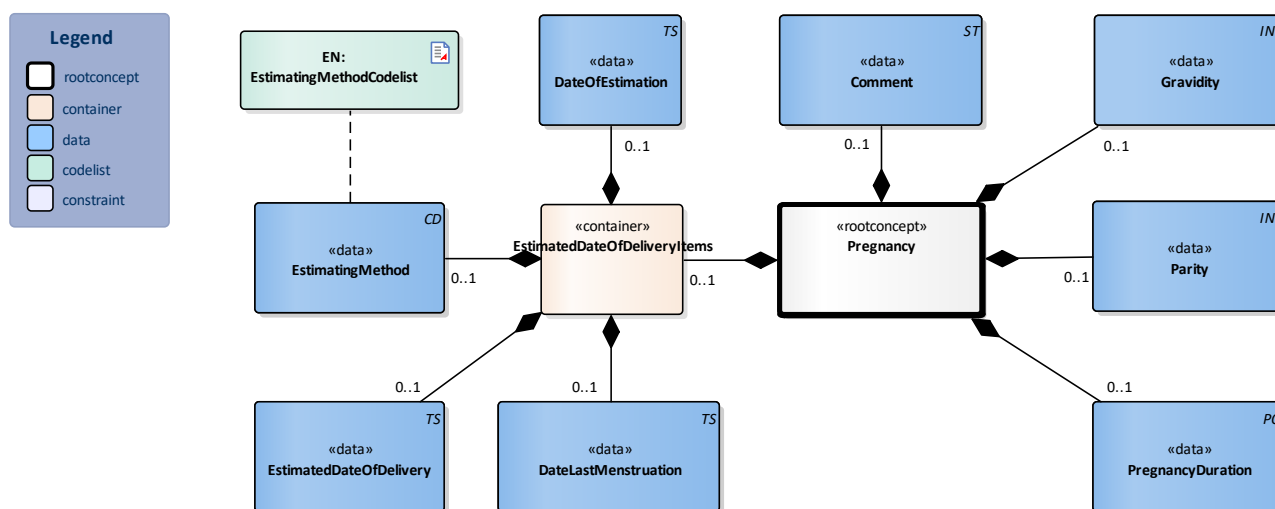 Legend
rootconcept
container
data
codelist
constraint
EN:
EstimatingMethodCodelist
TS
«data»
DateOfEstimation
ST
«data»
Comment
«data»
Gravidity
0..1
0..1
0..1
CD
«data»
EstimatingMethod
0..1
«container»
EstimatedDateOfDeliveryItems
0..1
«rootconcept»
Pregnancy
«data»
Parity
0..1
0..1
0..1
0..1
TS
«data»
EstimatedDateOfDelivery
TS
«data»
DateLastMenstruation
«data»
PregnancyDuration